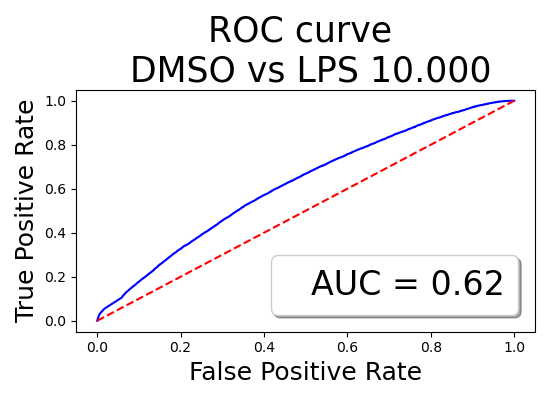 ROC curve
DMSO vs LPS 10.000
True Positive Rate
1.0
0.8
0.6
0.4
0.2
0.0
AUC = 0.62
0.0 0.2 0.4 0.6 0.8 1.0
False Positive Rate